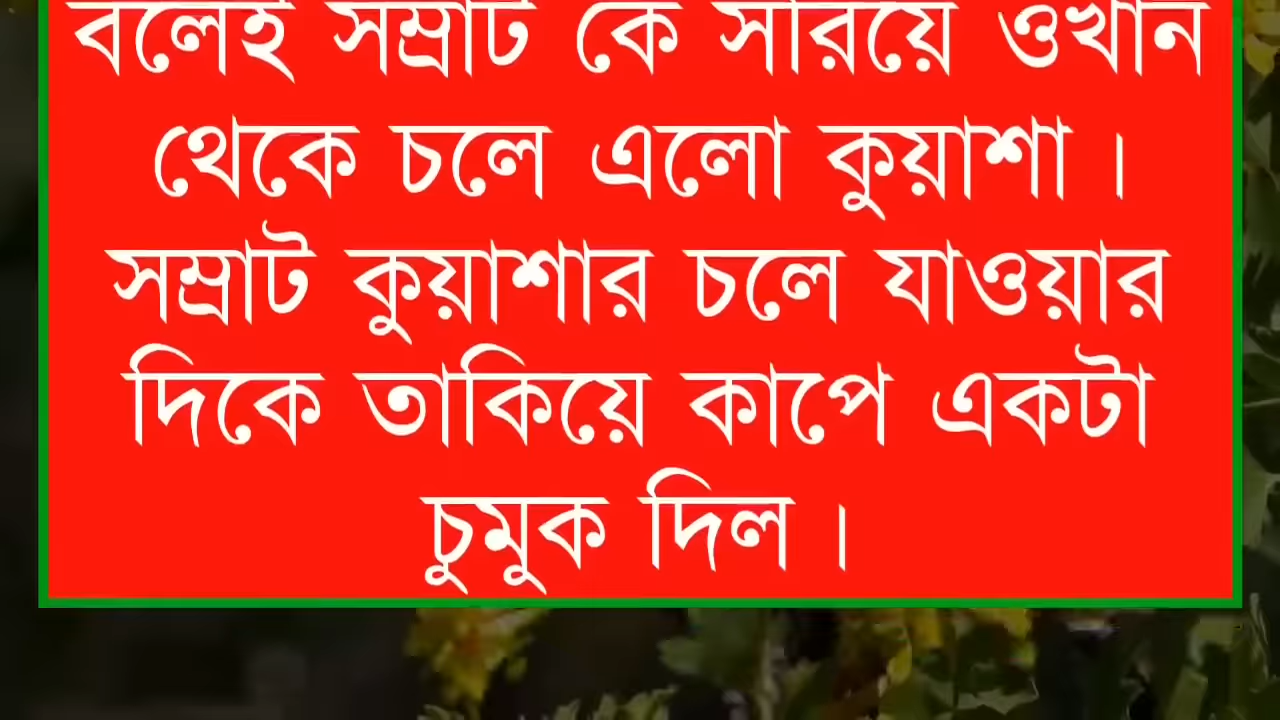 বলেই সম্রাট কে সরিয়ে ওখান
থেকে চলে এলো কুয়াশা ।
সম্রাট কুয়াশার চলে যাওয়ার
দিকে তাকিয়ে কাপে একটা
চুমুক দিল ।